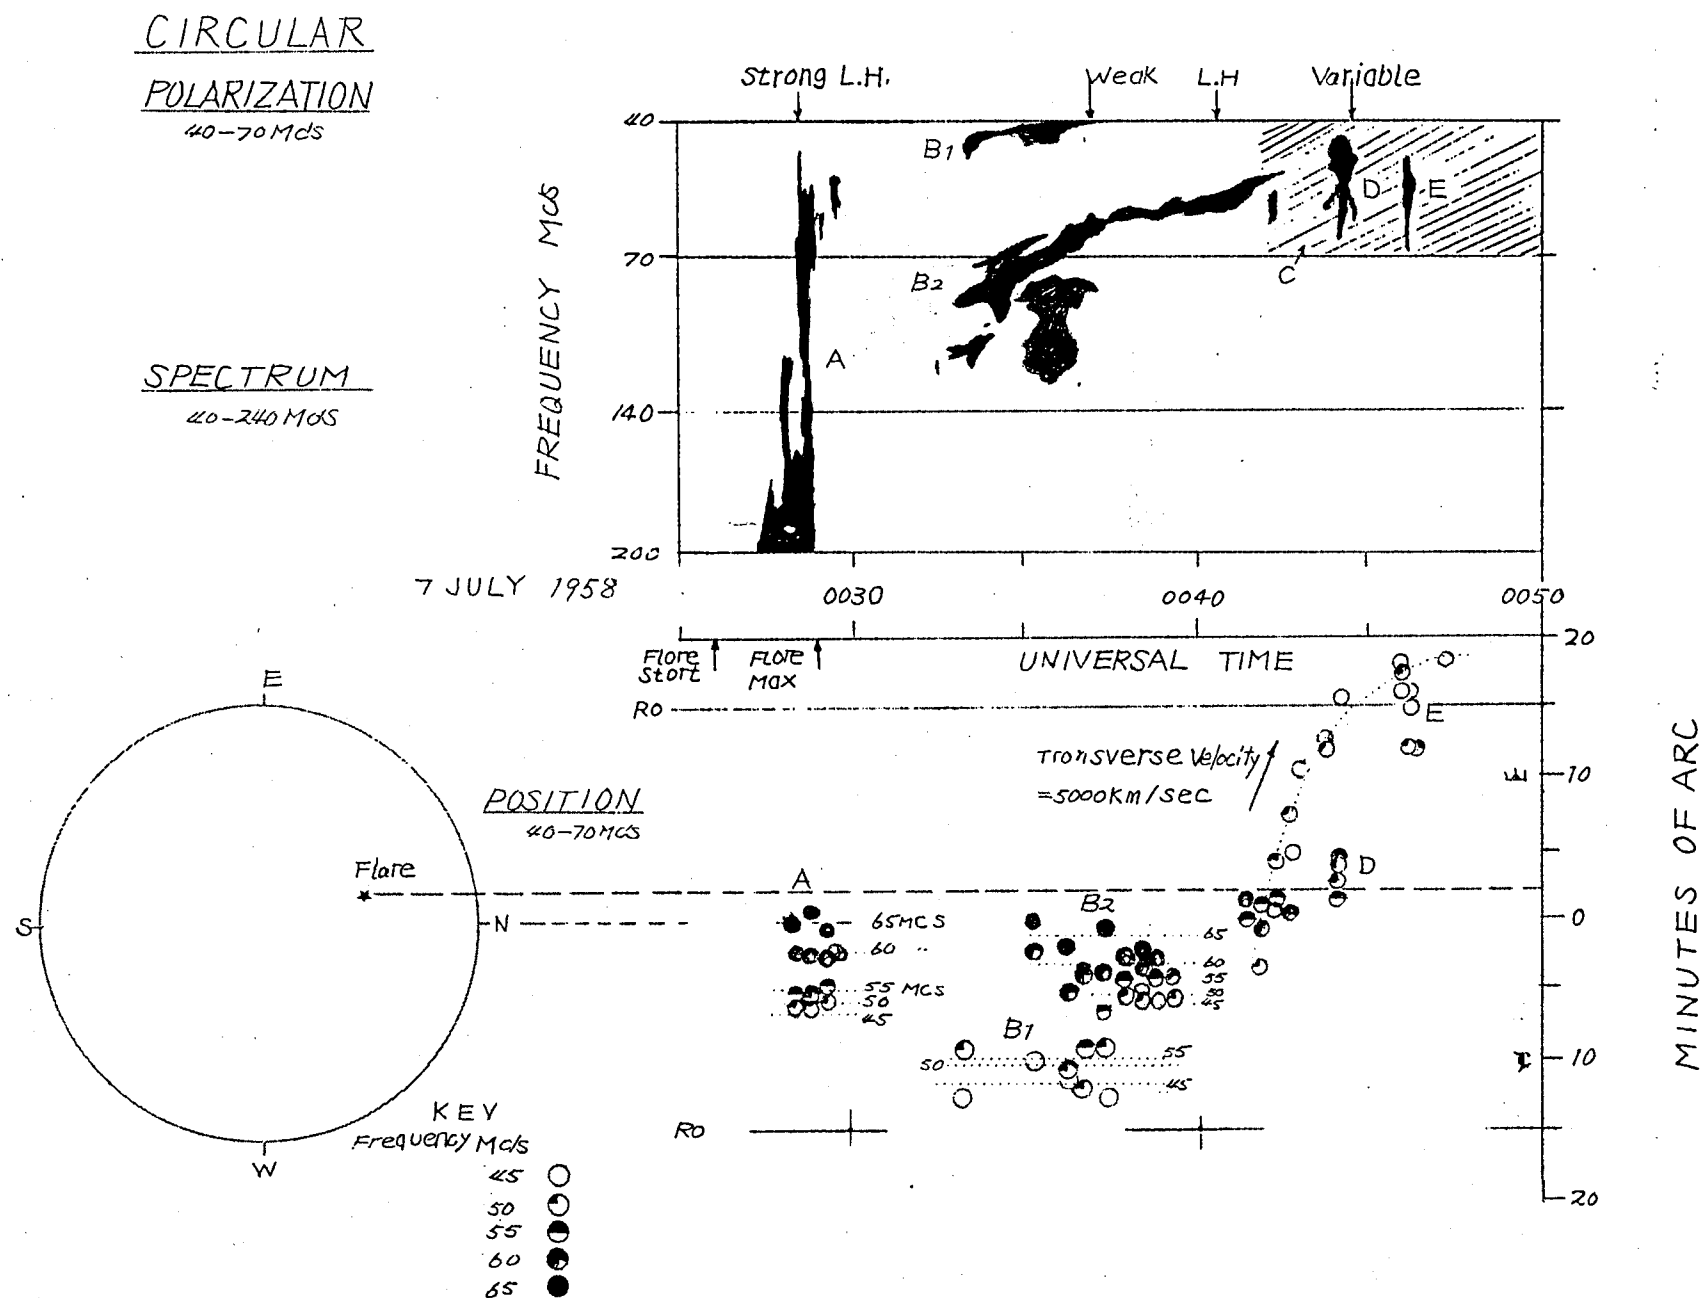 CIRCULAR
POLARIZATION
40-70 Mc/s
Strong L.H.
Weak
L.H
Variable
FREQUENCY Mc/s
40
70
140
200
B1
B2
A
C
D
E
SPECTRUM
40-240 Mc/s
7 JULY 1958
0030
0040
0050
Flare
Start
Flare
Max
UNIVERSAL TIME
20
10
0
10
20
E
MINUTES OF ARC
RO
E
S
N
W
Flare
POSITION
40-70 Mc/s
Transverse Velocity
=5000Km/sec
E
D
A
65 MCS
60 "
55 MCS
50
45
B2
65
60
55
50
45
B1
50
55
45
RO
KEY
Frequency Mc/s
45
50
55
60
65